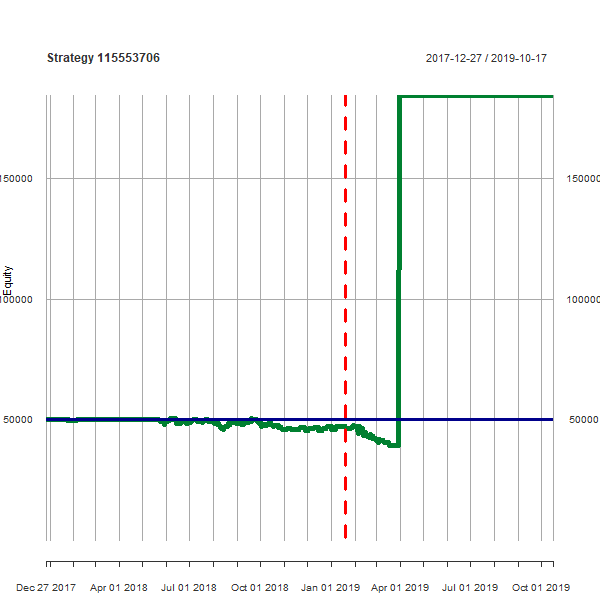 Strategy 115553706
2017-12-27 / 2019-10-17
150000
150000
Equity
100000
100000
50000
50000
Dec 27 2017
Apr 01 2018
Jul 01 2018
Oct 01 2018
Jan 01 2019
Apr 01 2019
Jul 01 2019
Oct 01 2019